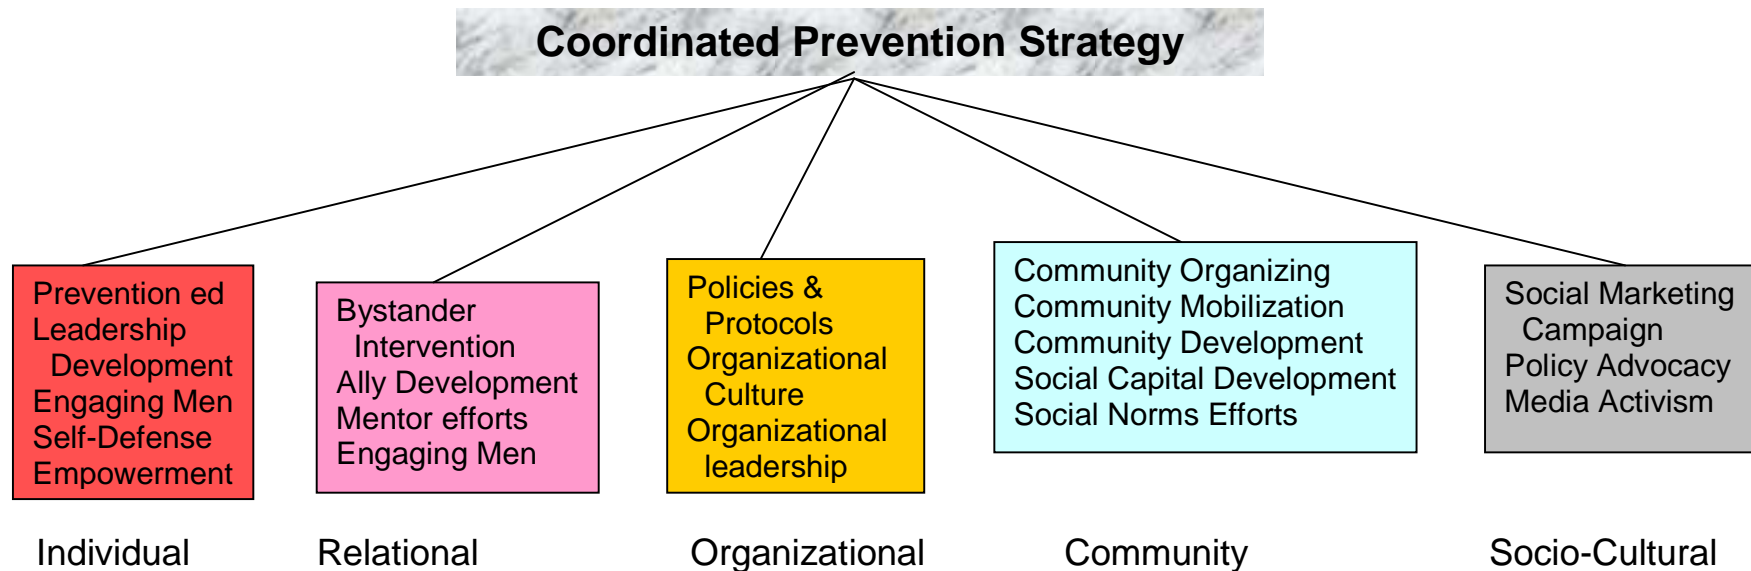 Coordinated Prevention Strategy
Prevention ed
Leadership
Development
Engaging Men
Self-Defense
Empowerment
Bystander
Intervention
Ally Development
Mentor efforts
Engaging Men
Policies &
Protocols
Organizational
Culture
Organizational
leadership
Community Organizing
Community Mobilization
Community Development
Social Capital Development
Social Norms Efforts
Social Marketing
Campaign
Policy Advocacy
Media Activism
Individual
Relational
Organizational
Community
Socio-Cultural